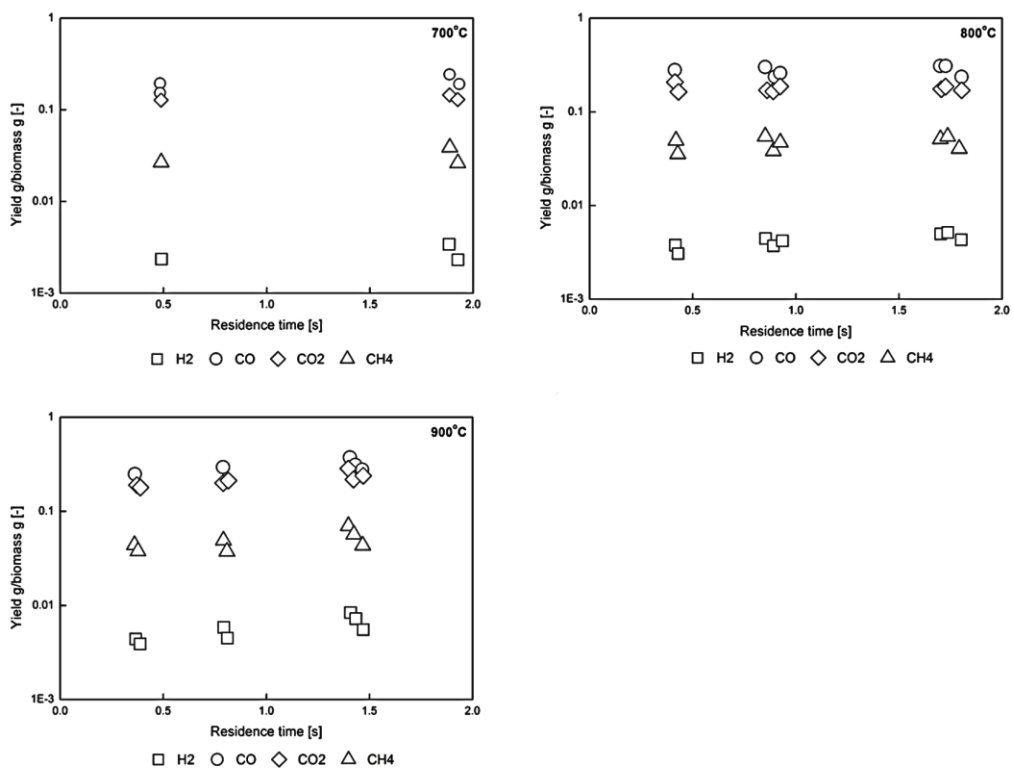 1
700°C
0.1
Yield g/biomass g [-]
0.01
1E-3
0.0 0.5 1.0 1.5 2.0
Residence time [s]
H2 CO CO2 CH4
1
800°C
0.1
Yield g/biomass g [-]
0.01
1E-3
0.0 0.5 1.0 1.5 2.0
Residence time [s]
H2 CO CO2 CH4
1
900°C
0.1
Yield g/biomass g [-]
0.01
1E-3
0.0 0.5 1.0 1.5 2.0
Residence time [s]
H2 CO CO2 CH4